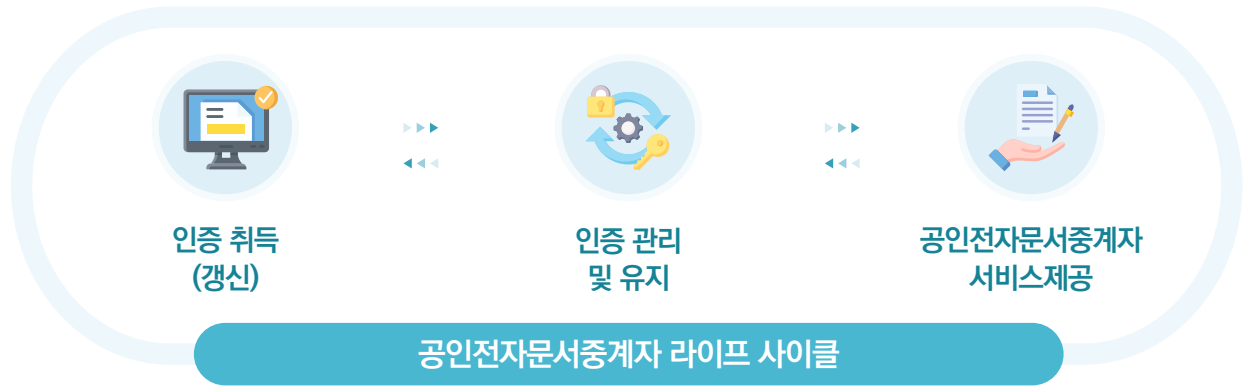 인증 취득
(갱신)
인증 관리
및 유지
공인전자문서중계자
서비스제공
공인전자문서중계자 라이프 사이클